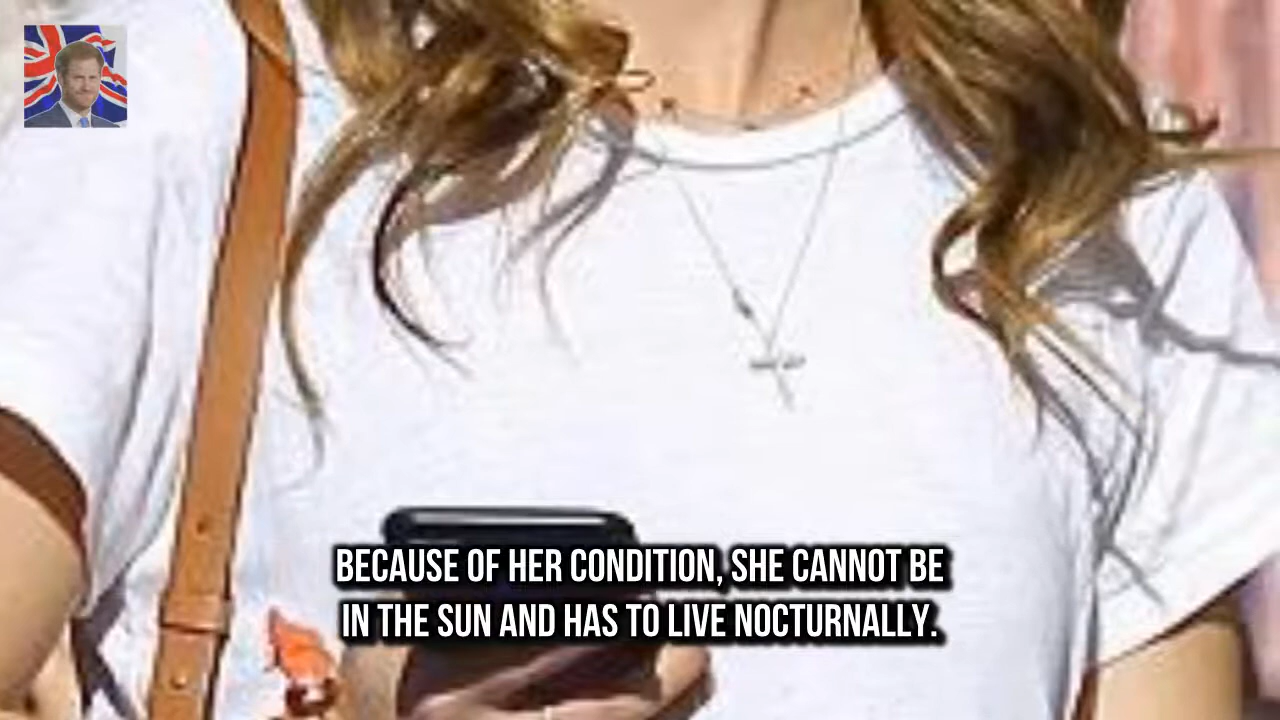 BECAUSE OF HER CONDITION, SHE CANNOT BE
IN THE SUN AND HAS TO LIVE NOCTURNALLY.